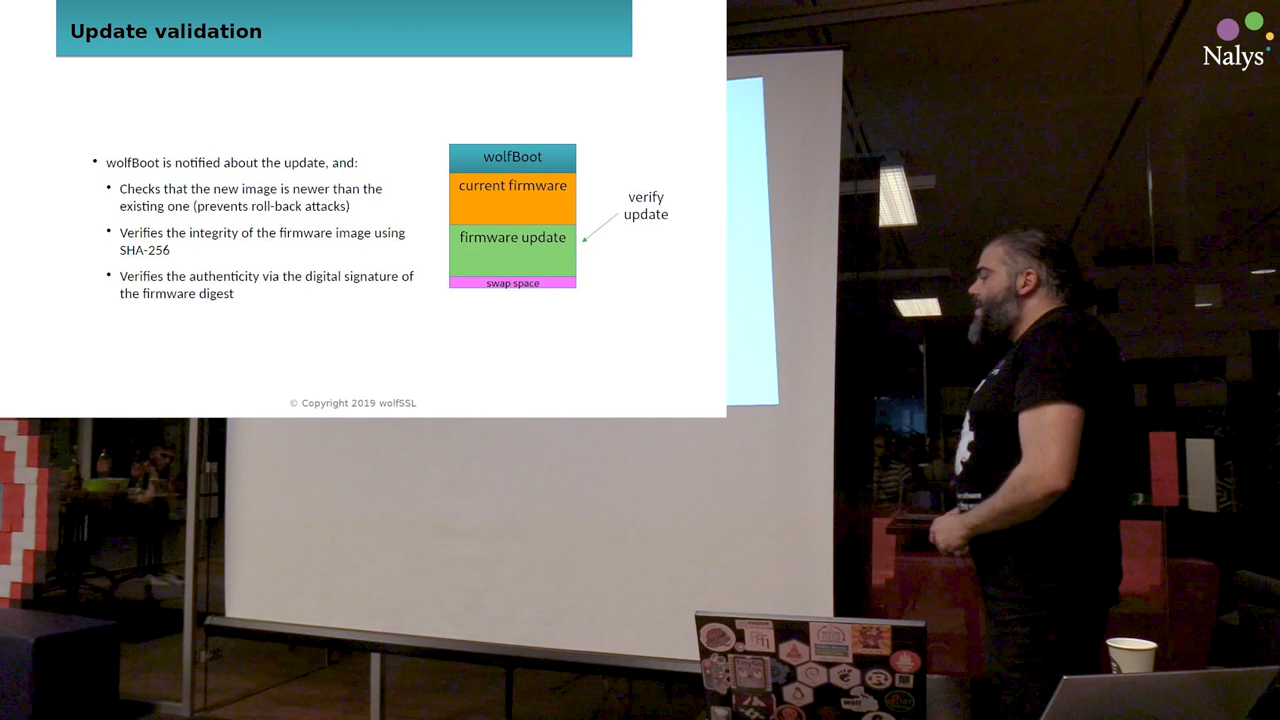 Update validation
Nalys
• wolfBoot is notified about the update, and:
• Checks that the new image is newer than the
existing one (prevents roll-back attacks)
• Verifies the integrity of the firmware image using
SHA-256
• Verifies the authenticity via the digital signature of
the firmware digest
wolfBoot
current firmware
firmware update
swap space
verify
update
© Copyright 2019 wolfSSL